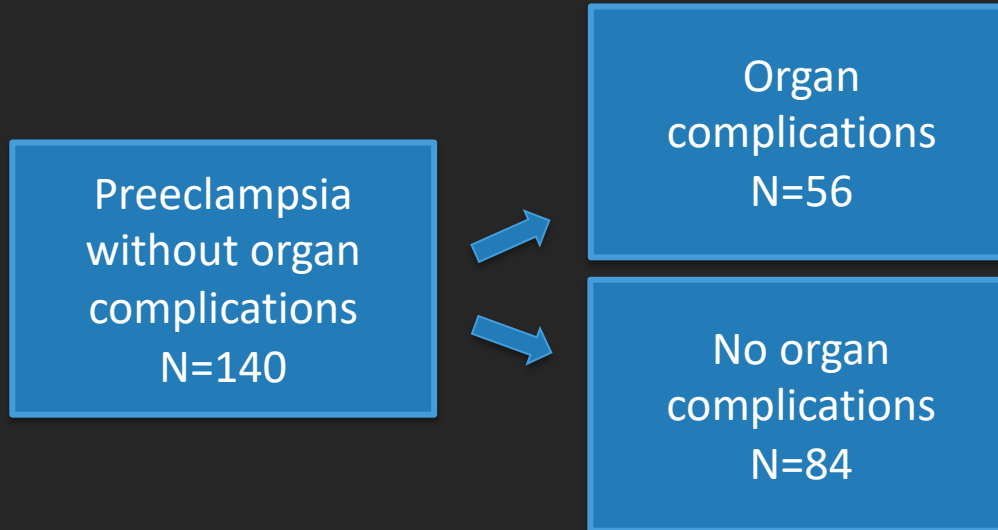 Preeclampsia
without organ
complications
N=140
Organ
complications
N=56
No organ
complications
N=84